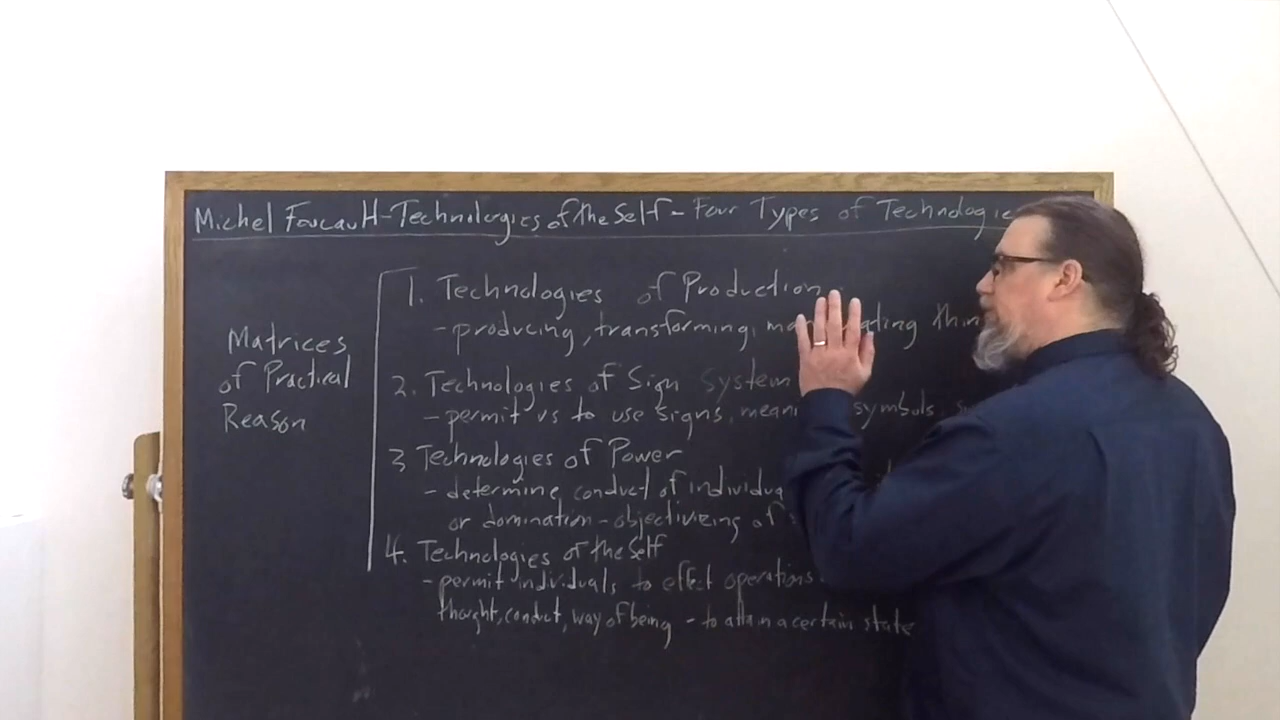 Michel Foucault - Technologies of the Self - Four Types of Technologie
Matrices
of Practical
Reason
1. Technologies of Production
- producing, transforming, man ating thin
2. Technologies of Sign System
- permit us to use signs, meani symbols,
3 Technologies of Power
- determine conduct of individua
or domination - objectivizing of
4. Technologies of the Self
- permit individuals to effect operations
thought, conduct, way of being - to attain a certain state